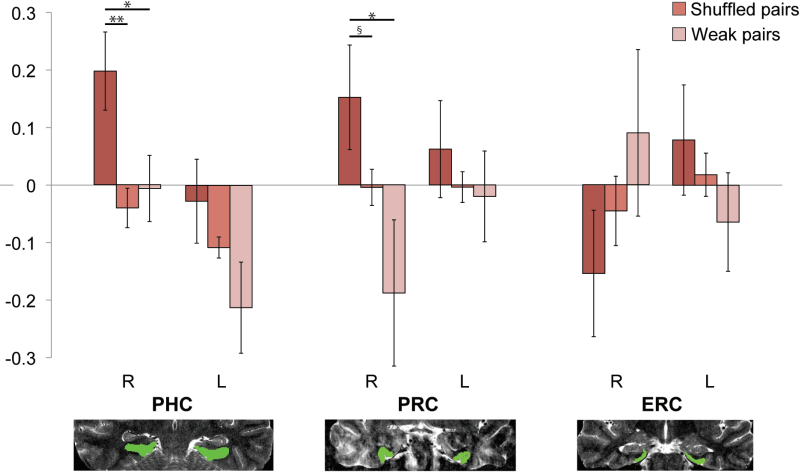 Shuffled pairs
Weak pairs
0.3
0.2
0.1
0
-0.1
-0.2
-0.3
*
**
*
§
R L R L R L
PHC PRC ERC